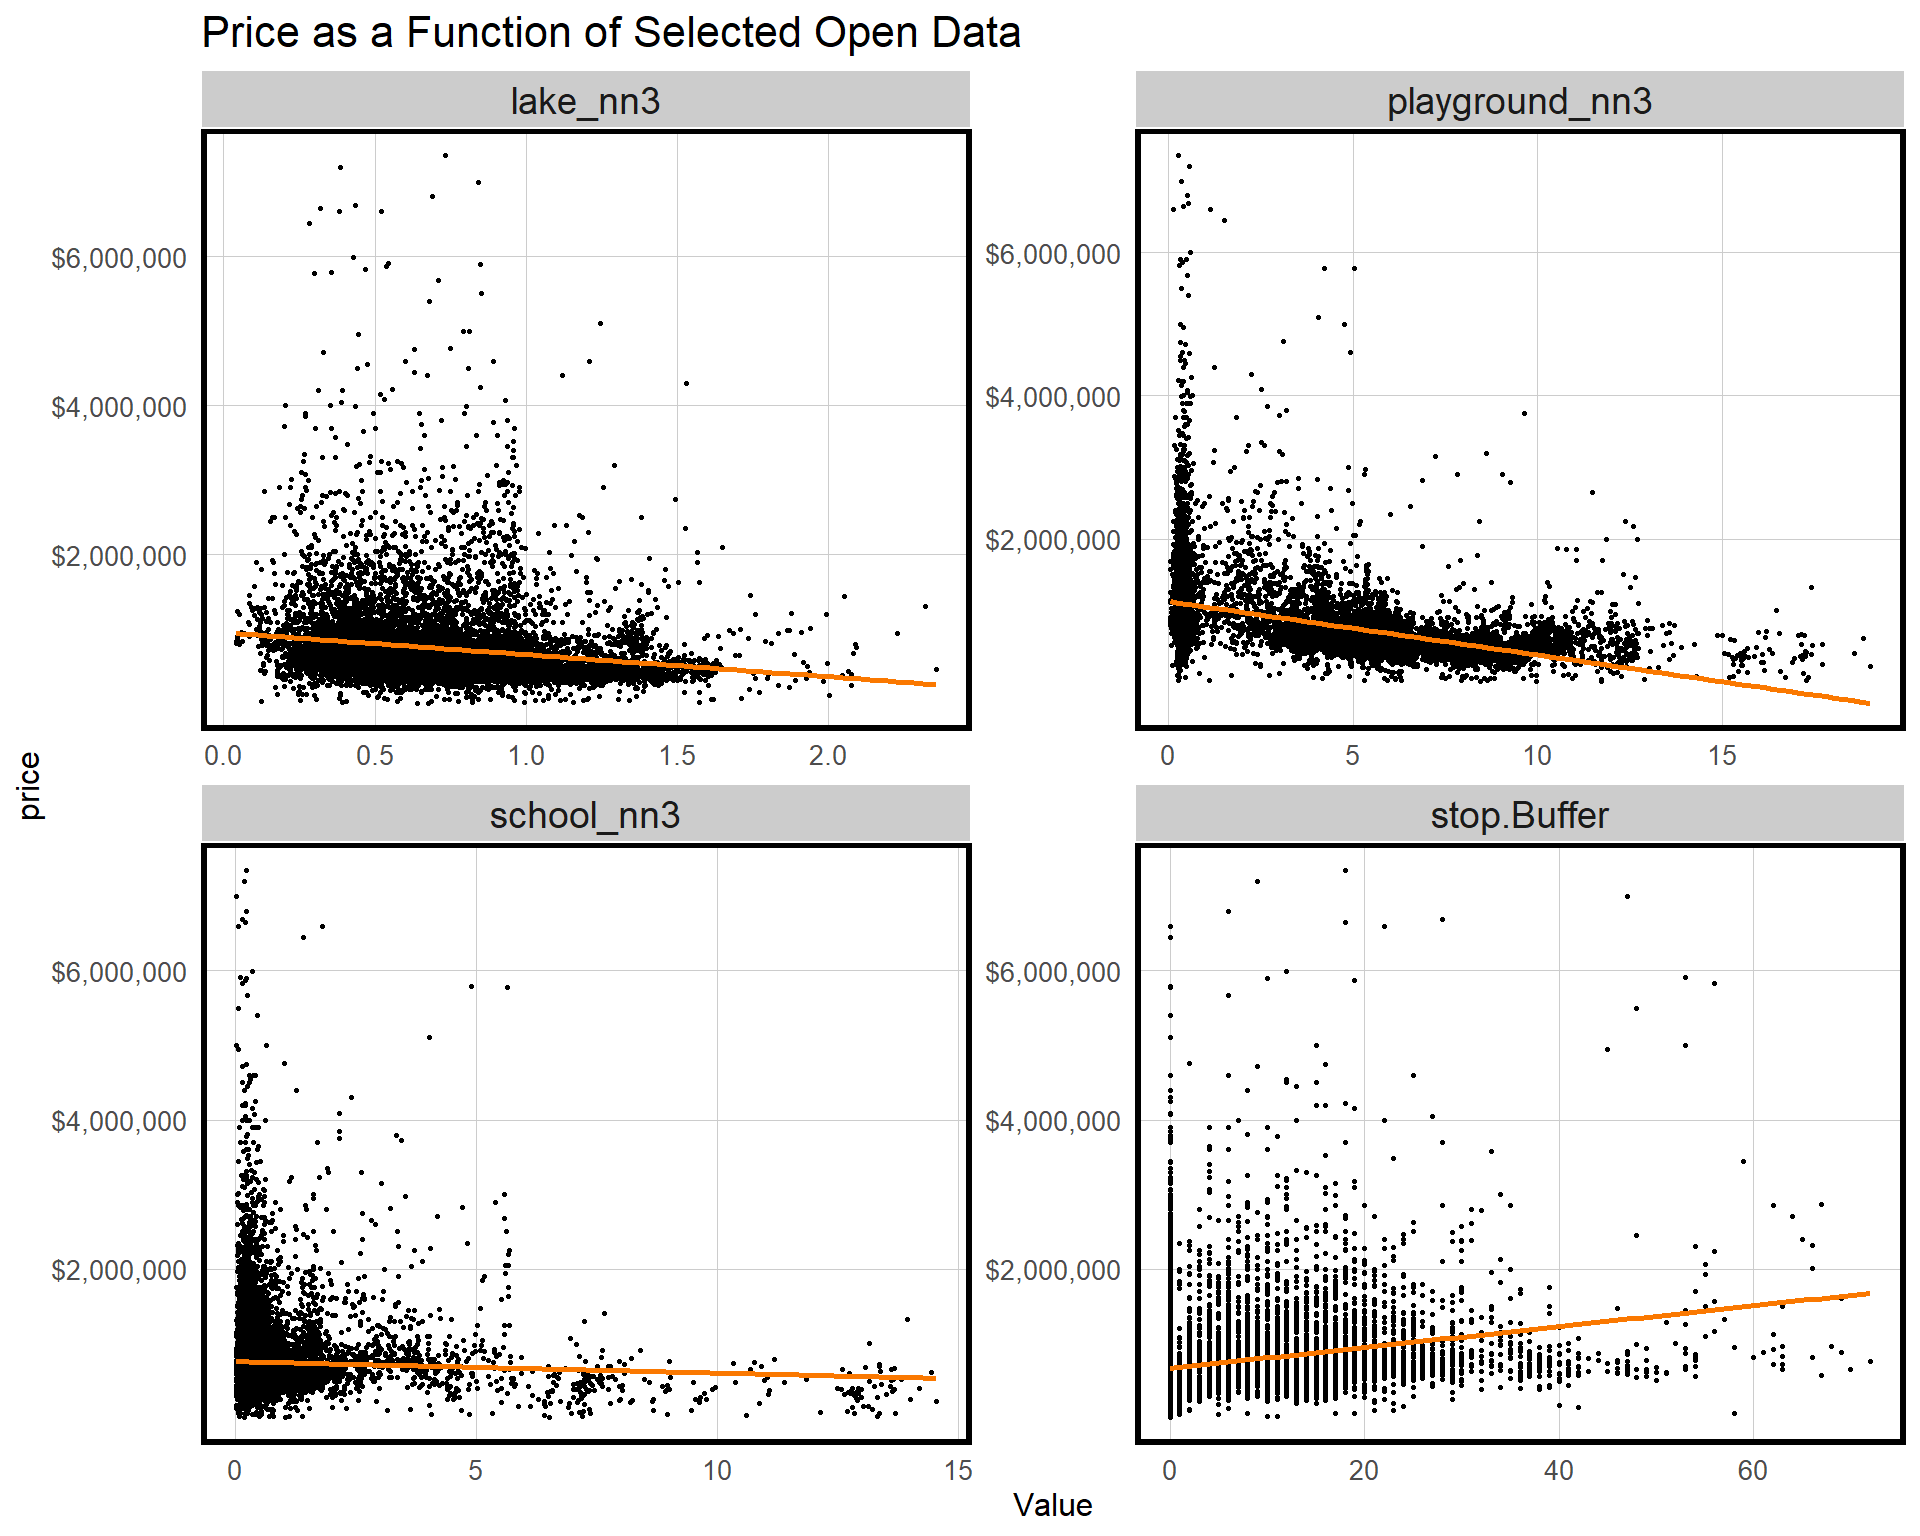 Price as a Function of Selected Open Data
lake_nn3
playground_nn3
$6,000,000
$4,000,000
$2,000,000
0.0 0.5 1.0 1.5 2.0
$6,000,000
$4,000,000
$2,000,000
0 5 10 15
price
school_nn3
stop.Buffer
$6,000,000
$4,000,000
$2,000,000
0 5 10 15
$6,000,000
$4,000,000
$2,000,000
0 20 40 60
Value